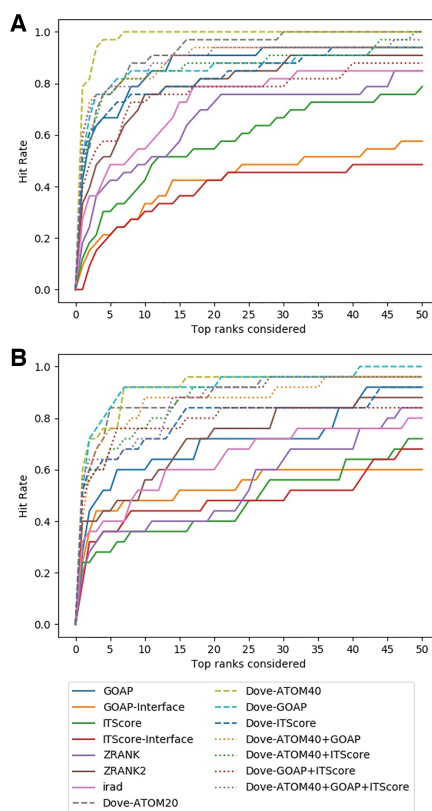 A
1.0
0.8
0.6
0.4
0.2
0.0
Hit Rate
0 5 10 15 20 25 30 35 40 45 50
Top ranks considered
B
1.0
0.8
0.6
0.4
0.2
0.0
Hit Rate
0 5 10 15 20 25 30 35 40 45 50
Top ranks considered
GOAP
GOAP-Interface
ITScore
ITScore-Interface
ZRANK
ZRANK2
irad
Dove-ATOM20
Dove-ATOM40
Dove-GOAP
Dove-ITScore
Dove-ATOM40+GOAP
Dove-ATOM40+ITScore
Dove-GOAP+ITScore
Dove-ATOM40+GOAP+ITScore